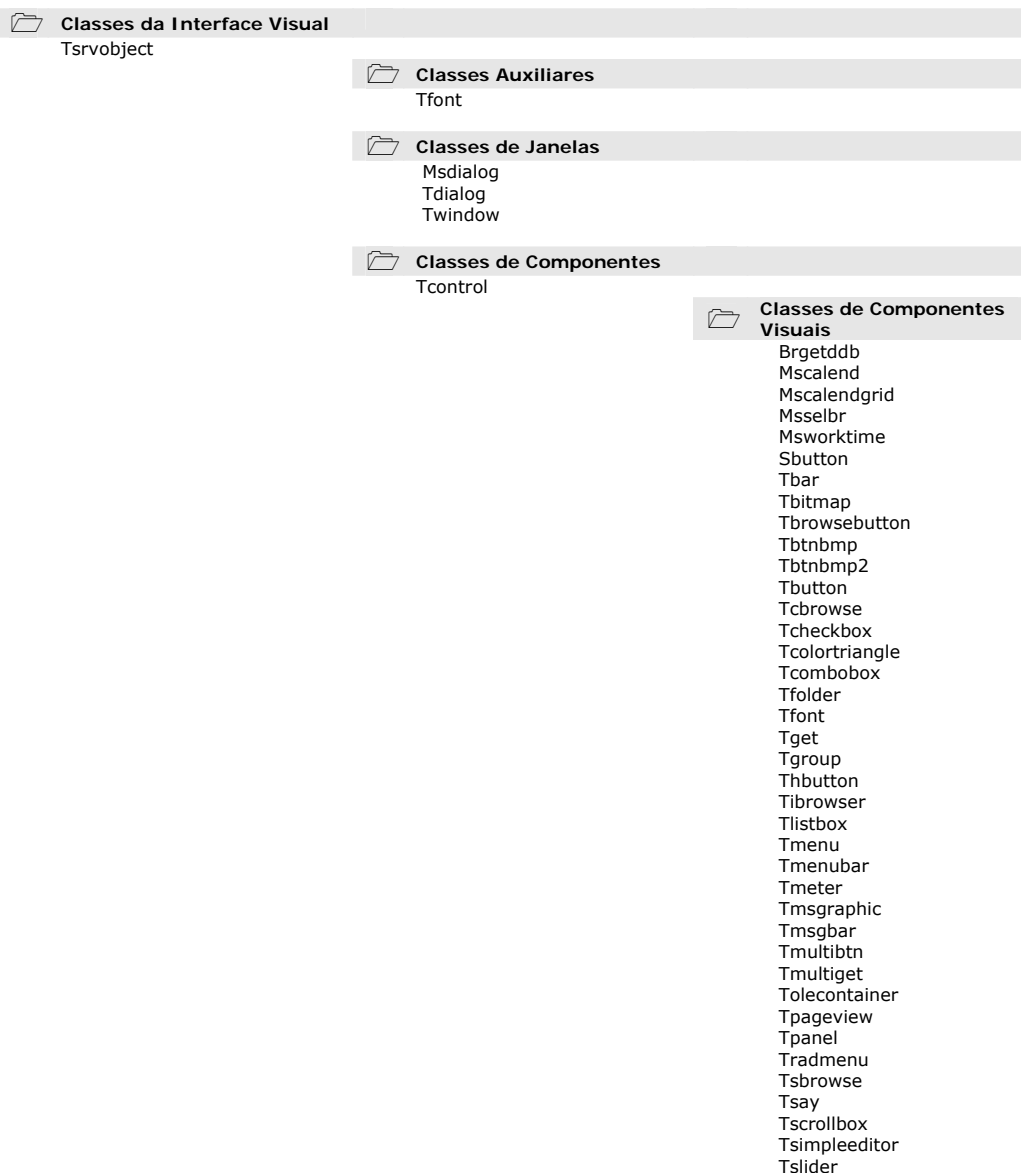 Classes da Interface Visual
Tsrvobject
Classes Auxiliares
Tfont
Classes de Janelas
Msdialog
Tdialog
Twindow
Classes de Componentes
Tcontrol
Classes de Componentes
Visuais
Brgetddb
Mscalend
Mscalendgrid
Msselbr
Msworktime
Sbutton
Tbar
Tbitmap
Tbrowsebutton
Tbtnbmp
Tbtnbmp2
Tbutton
Tcbrowse
Tcheckbox
Tcolortriangle
Tcombobox
Tfolder
Tfont
Tget
Tgroup
Thbutton
Tibrowser
Tlistbox
Tmenu
Tmenubar
Tmeter
Tmsgraphic
Tmsgbar
Tmultibtn
Tmultiget
Tolecontainer
Tpageview
Tpanel
Tradmenu
Tsbrowse
Tsay
Tscrollbox
Tsimpleeditor
Tslider